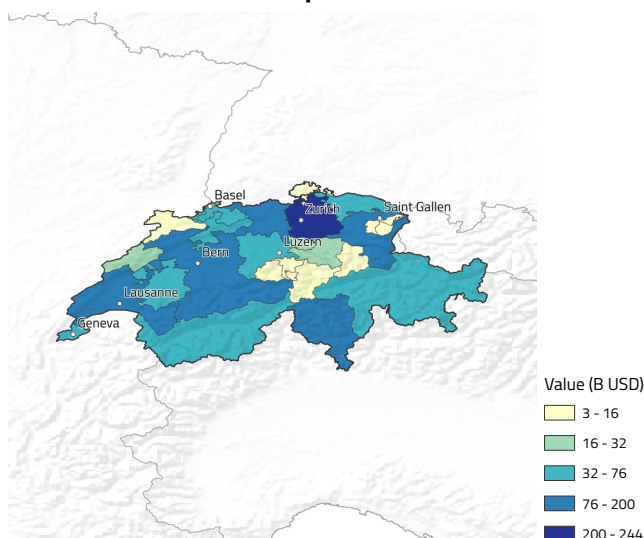 Basel
Zurich
Saint Gallen
Luzern
Bern
Lausanne
Geneva
Value (B USD)
3 - 16
16 - 32
32 - 76
76 - 200
200 - 244